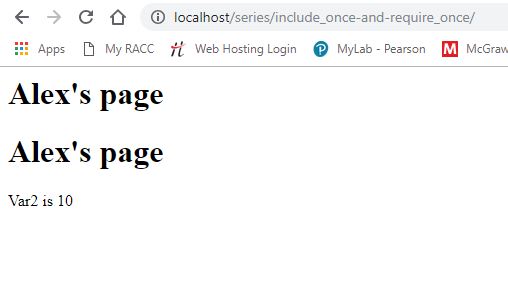 localhost/series/include_once-and-require_once/
Apps My RACC Web Hosting Login MyLab - Pearson McGraw
Alex's page
Alex's page
Var2 is 10